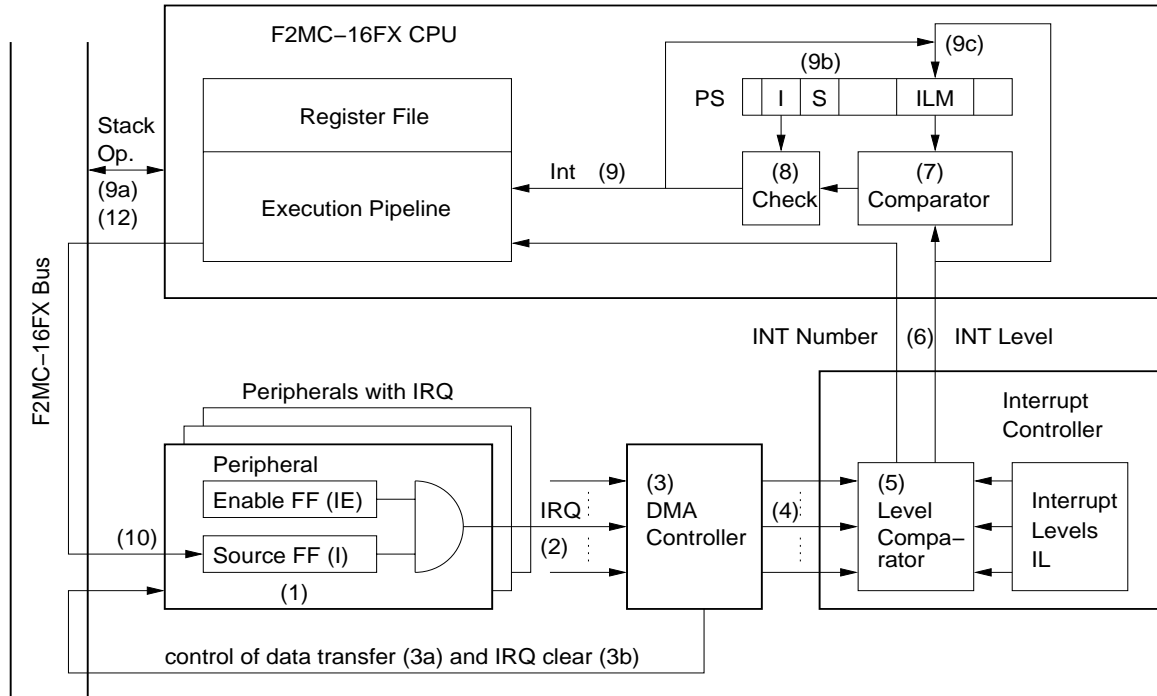 F2MC−16FX CPU
(9c)
(9b)
PS
I
S
ILM
Register File
Stack
Op.
(9a)
(12)
Int (9)
(8)
Check
(7)
Comparator
Execution Pipeline
F2MC−16FX Bus
INT Number
(6)
INT Level
Peripherals with IRQ
Interrupt
Controller
Peripheral
Enable FF (IE)
Source FF (I)
(1)
(10)
IRQ
(2)
(3)
DMA
Controller
(4)
(5)
Level
Compa−
rator
Interrupt
Levels
IL
control of data transfer (3a) and IRQ clear (3b)